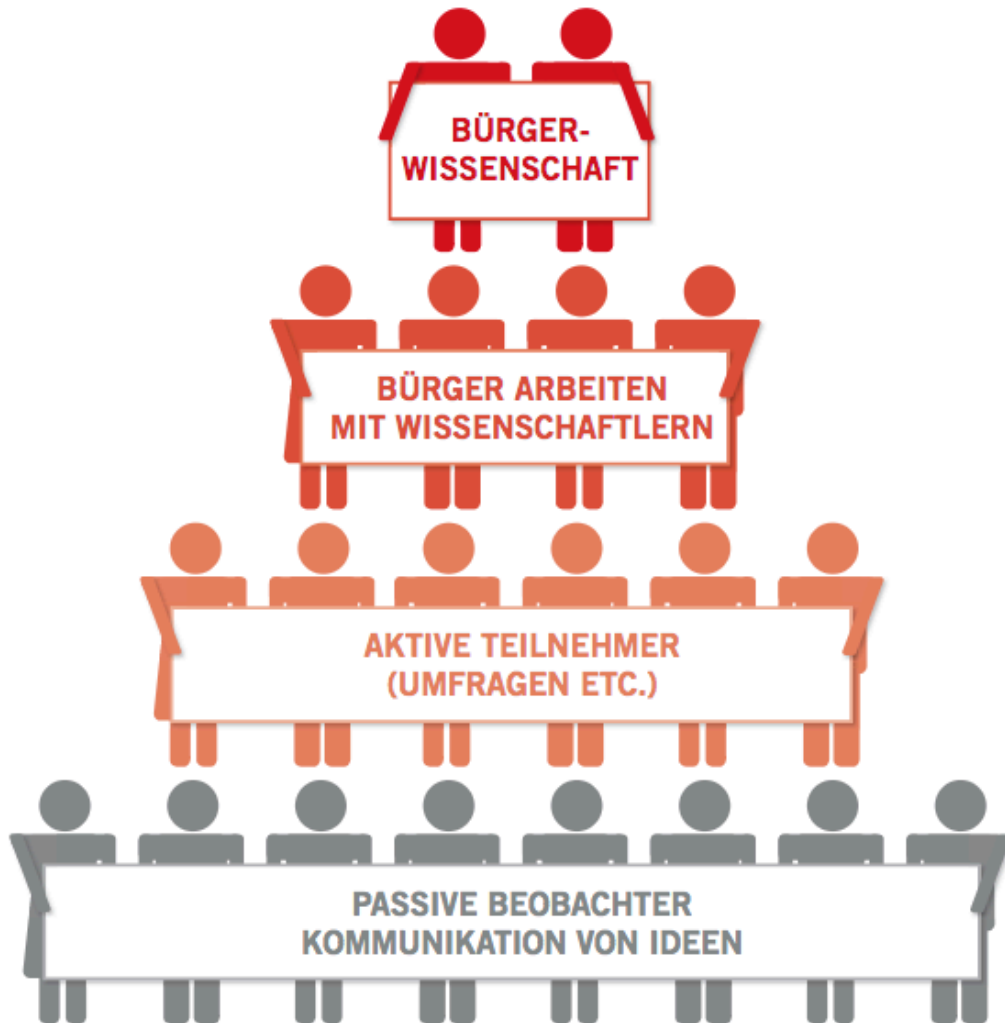 BÜRGER-
WISSENSCHAFT
BÜRGER ARBEITEN
MIT WISSENSCHAFTLERN
AKTIVE TEILNEHMER
(UMFRAGEN ETC.)
PASSIVE BEOBACHTER
KOMMUNIKATION VON IDEEN